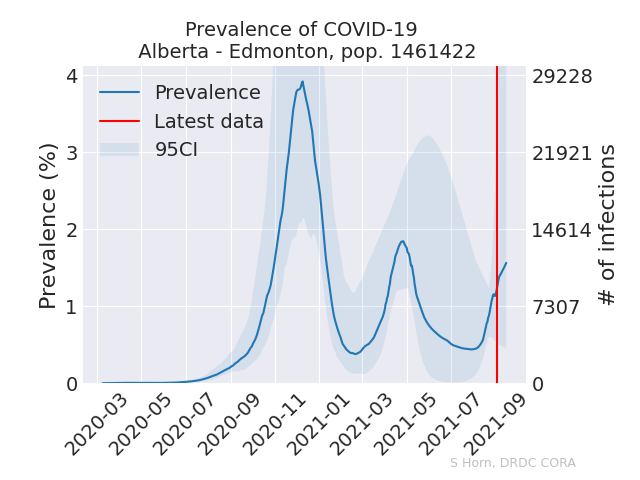 Prevalence of COVID-19
Alberta - Edmonton, pop. 1461422
Prevalence (%)
4
3
2
1
0
Prevalence
Latest data
95CI
29228
21921
14614
7307
0
# of infections
2020-03
2020-05
2020-07
2020-09
2020-11
2021-01
2021-03
2021-05
2021-07
2021-09
S Horn, DRDC CORA